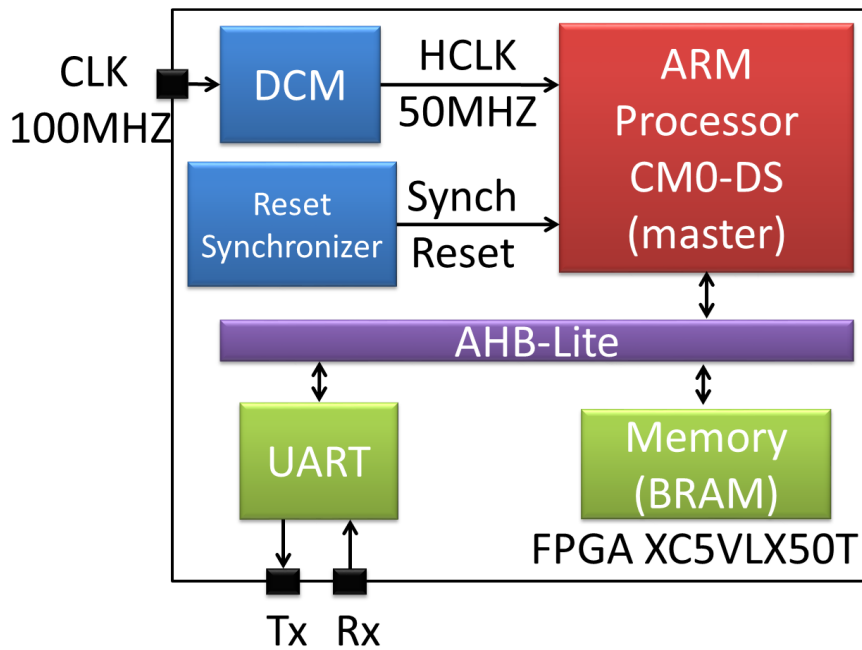 CLK
100MHZ
DCM
HCLK
50MHZ
ARM
Processor
CM0-DS
(master)
Reset
Synchronizer
Synch
Reset
AHB-Lite
UART
Memory
(BRAM)
FPGA XC5VLX50T
Tx
Rx